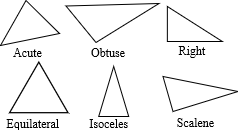 Acute Obtuse Right
Equilateral Isoceles Scalene